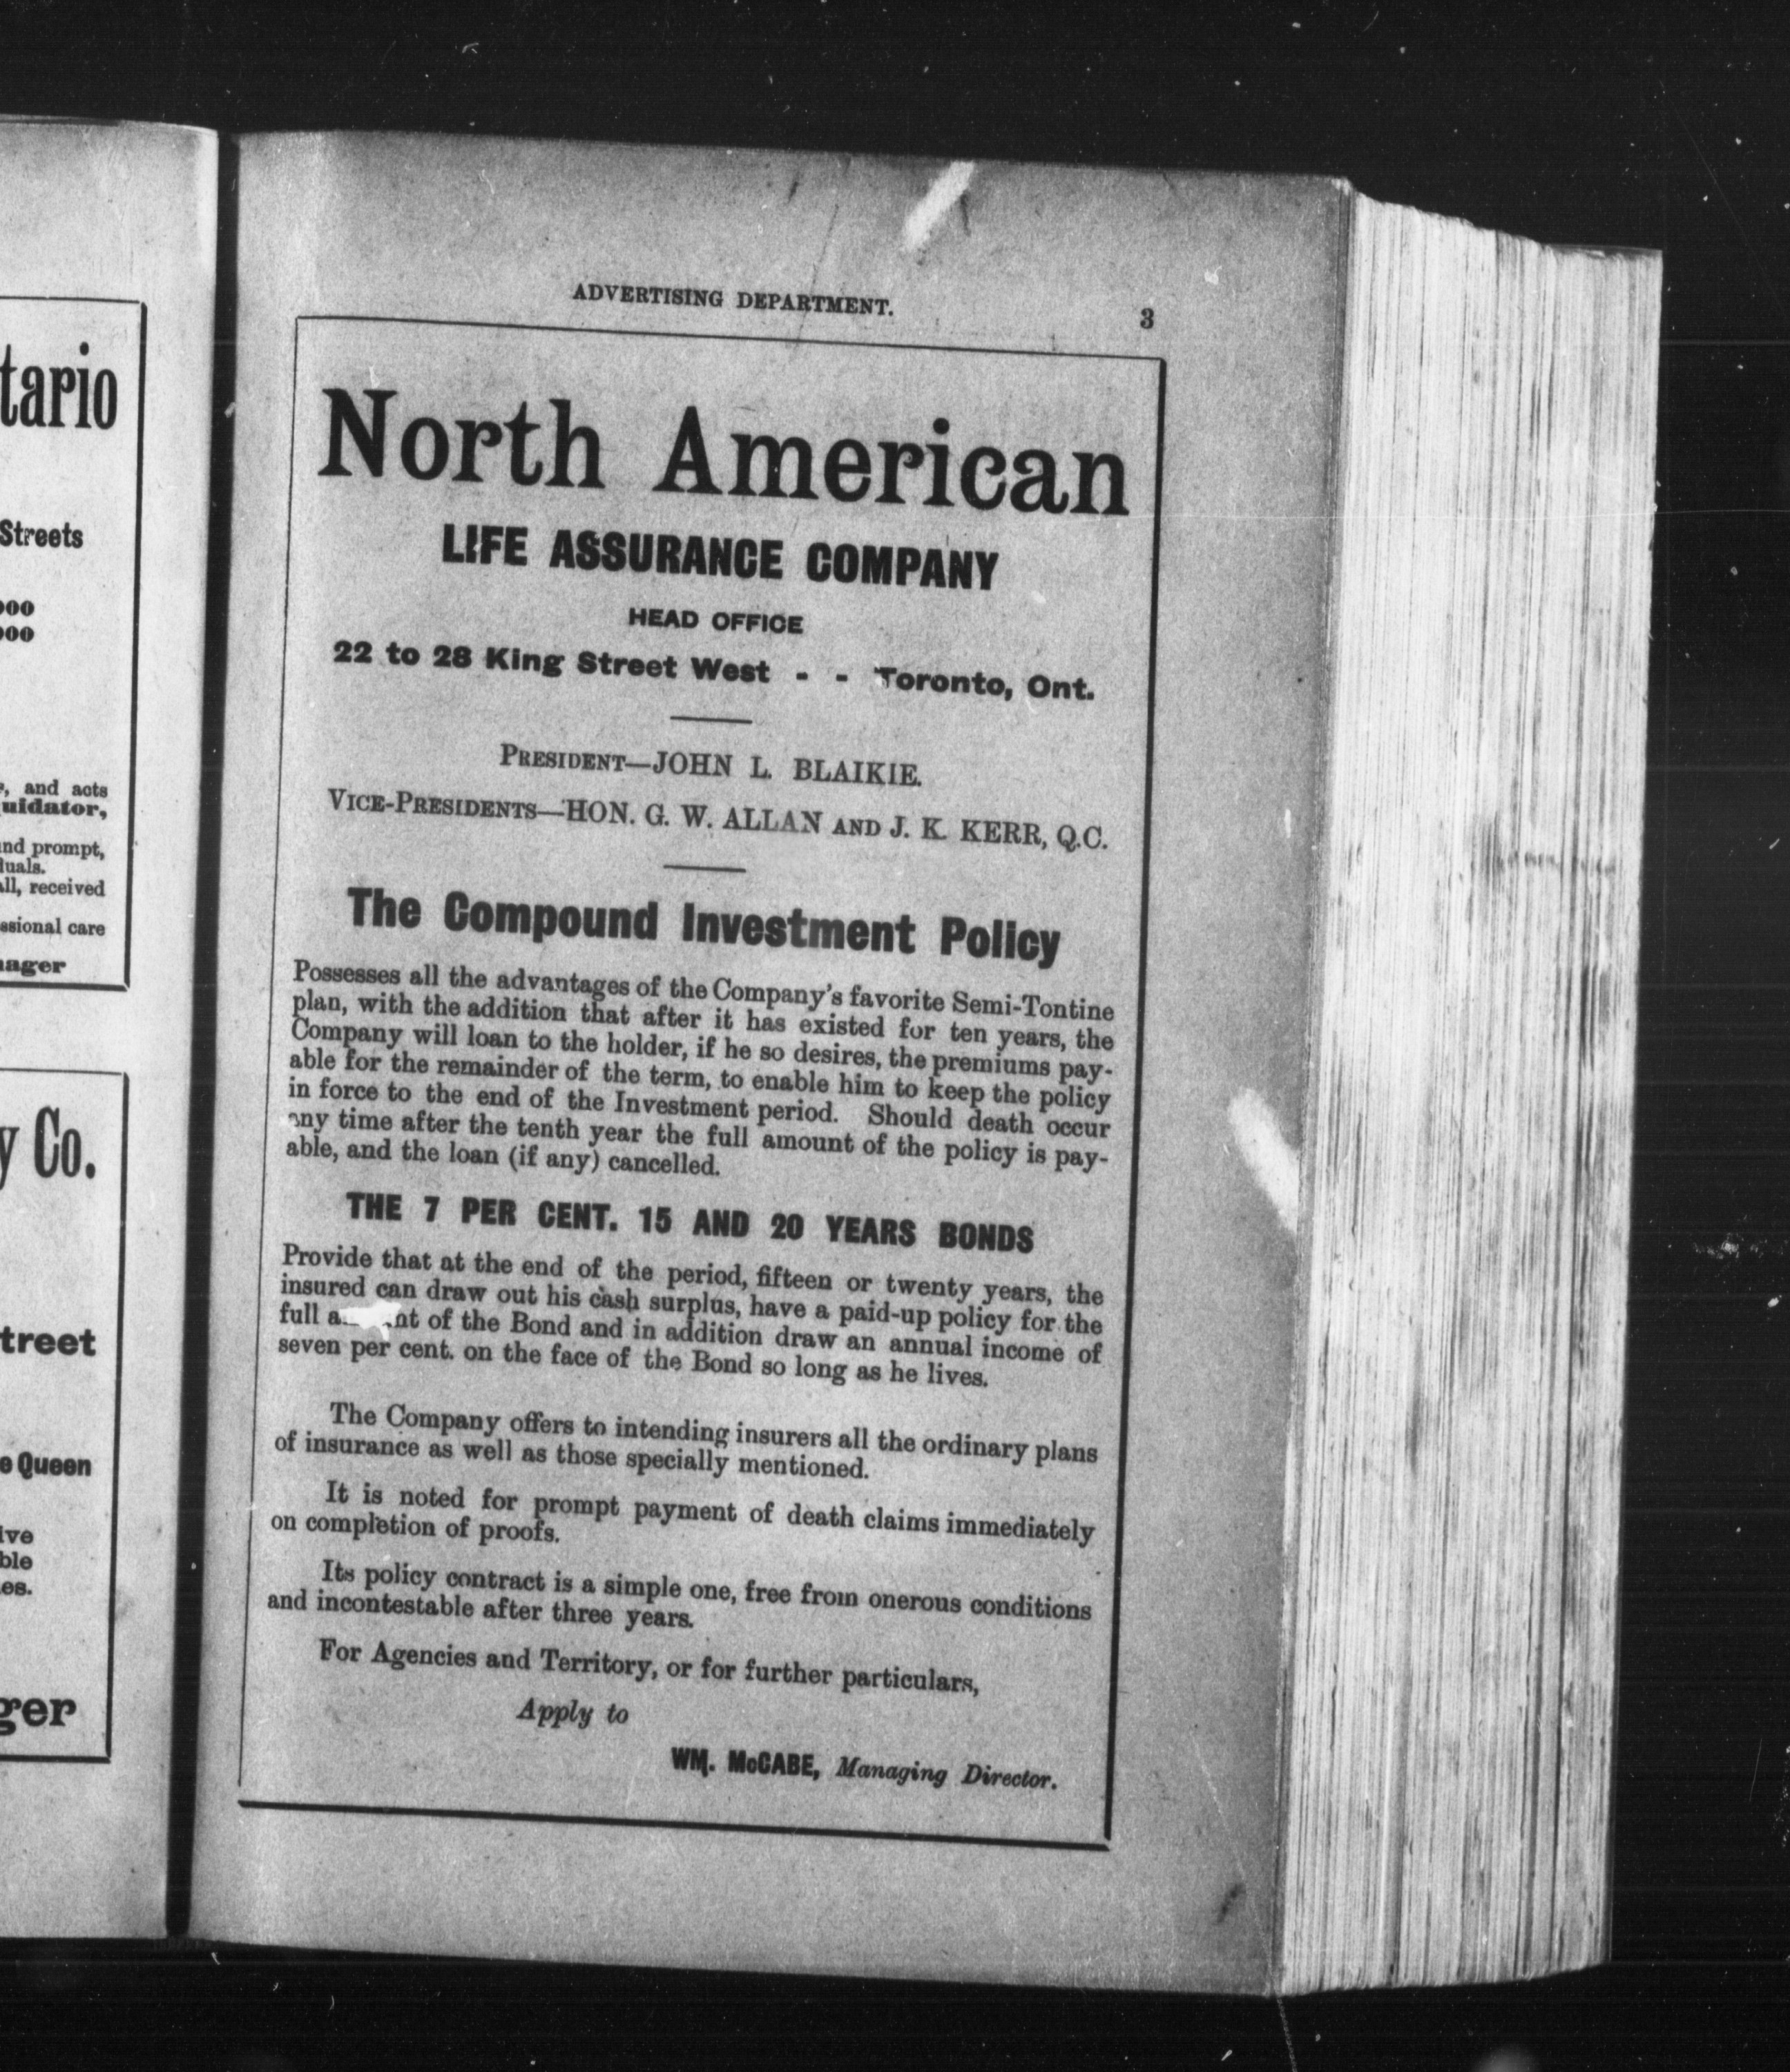 tario
Streets
000
000
, and acts
uidator,
nd prompt,
duals.
all, received
ssional care
nager
y Co.
treet
e Queen
ive
ble
es.
ger
ADVERTISING DEPARTMENT. 3
North American
LIFE ASSURANCE COMPANY
HEAD OFFICE
22 to 28 King Street West - - Toronto, Ont.
PRESIDENT—JOHN L. BLAIKIE.
VICE-PRESIDENTS—HON. G. W. ALLAN AND J. K. KERR, Q.C.
The Compound Investment Policy
Possesses all the advantages of the Company's favorite Semi-Tontine
plan, with the addition that after it has existed for ten years, the
Company will loan to the holder, if he so desires, the premiums pay-
able for the remainder of the term, to enable him to keep the policy
in force to the end of the Investment period. Should death occur
any time after the tenth year the full amount of the policy is pay-
able, and the loan (if any) cancelled.
THE 7 PER CENT. 15 AND 20 YEARS BONDS
Provide that at the end of the period, fifteen or twenty years, the
insured can draw out his cash surplus, have a paid-up policy for the
full of the Bond and in addition draw an annual income of
seven per cent. on the face of the Bond so long as he lives.
The Company offers to intending insurers all the ordinary plans
of insurance as well as those specially mentioned.
It is noted for prompt payment of death claims immediately
on completion of proofs.
Its policy contract is a simple one, free from onerous conditions
and incontestable after three years.
For Agencies and Territory, or for further particulars,
Apply to
WM. McCABE, Managing Director.